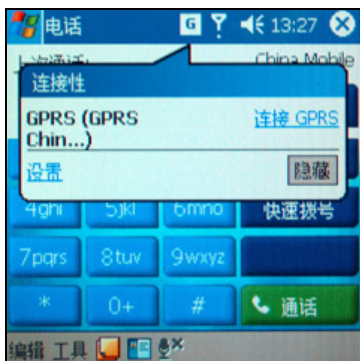 电话 G 13:27
上次通话: China Mobile
连接性
GPRS (GPRS 连接 GPRS
Chin...)
设置 隐藏
4ghi 5jkl 6mno 快速拨号
7pqrs 8tuv 9wxyz
* 0+ # 通话
编辑 工具